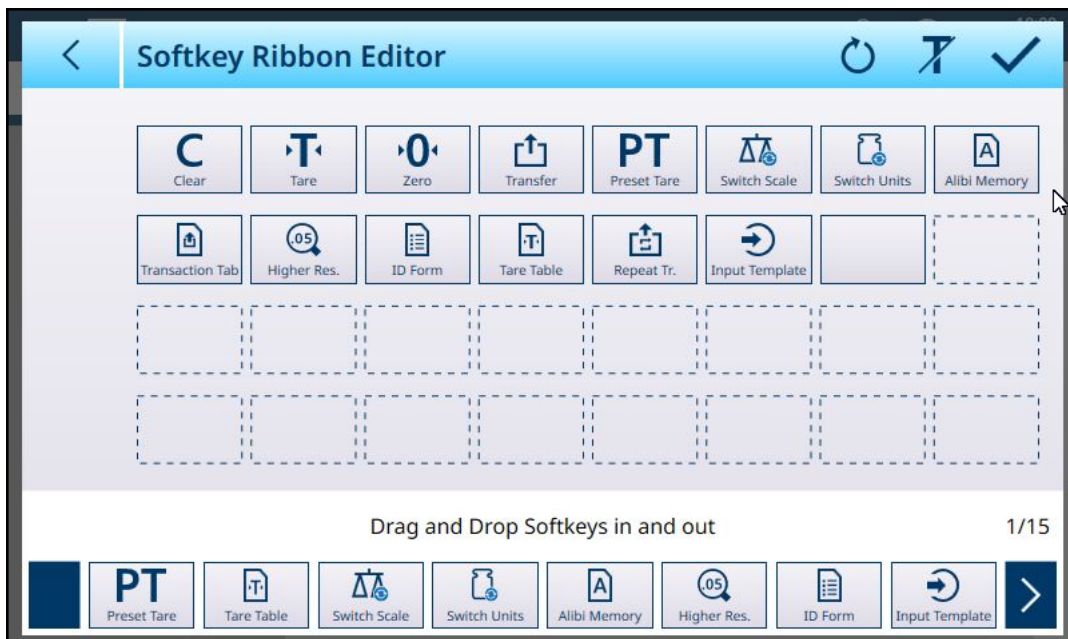 Softkey Ribbon Editor
C T 0 PT A
Clear Tare Zero Transfer Preset Tare Switch Scale Switch Units Alibi Memory
.05 T
Transaction Tab Higher Res. ID Form Tare Table Repeat Tr. Input Template
Drag and Drop Softkeys in and out 1/15
PT T A .05
Preset Tare Tare Table Switch Scale Switch Units Alibi Memory Higher Res. ID Form Input Template